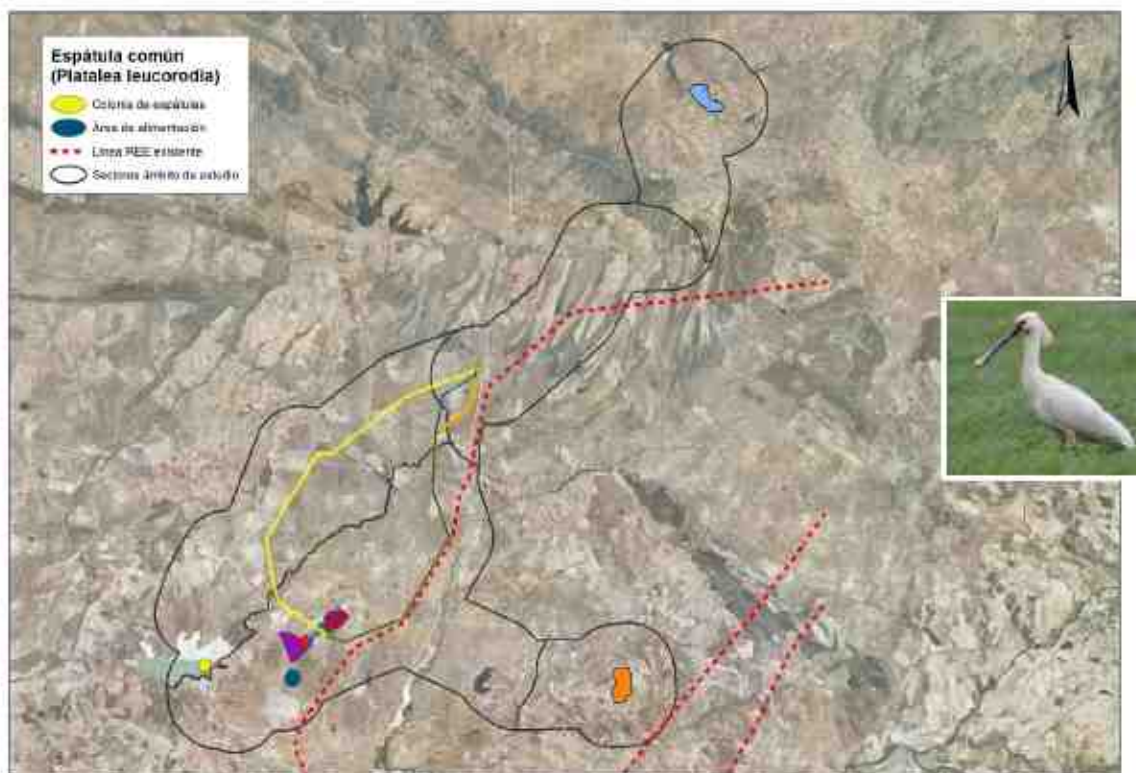 Espátula común
(Platalea leucorodia)
Colonia de espátulas
Área de alimentación
Línea REE existente
Sectores ámbito de estudio